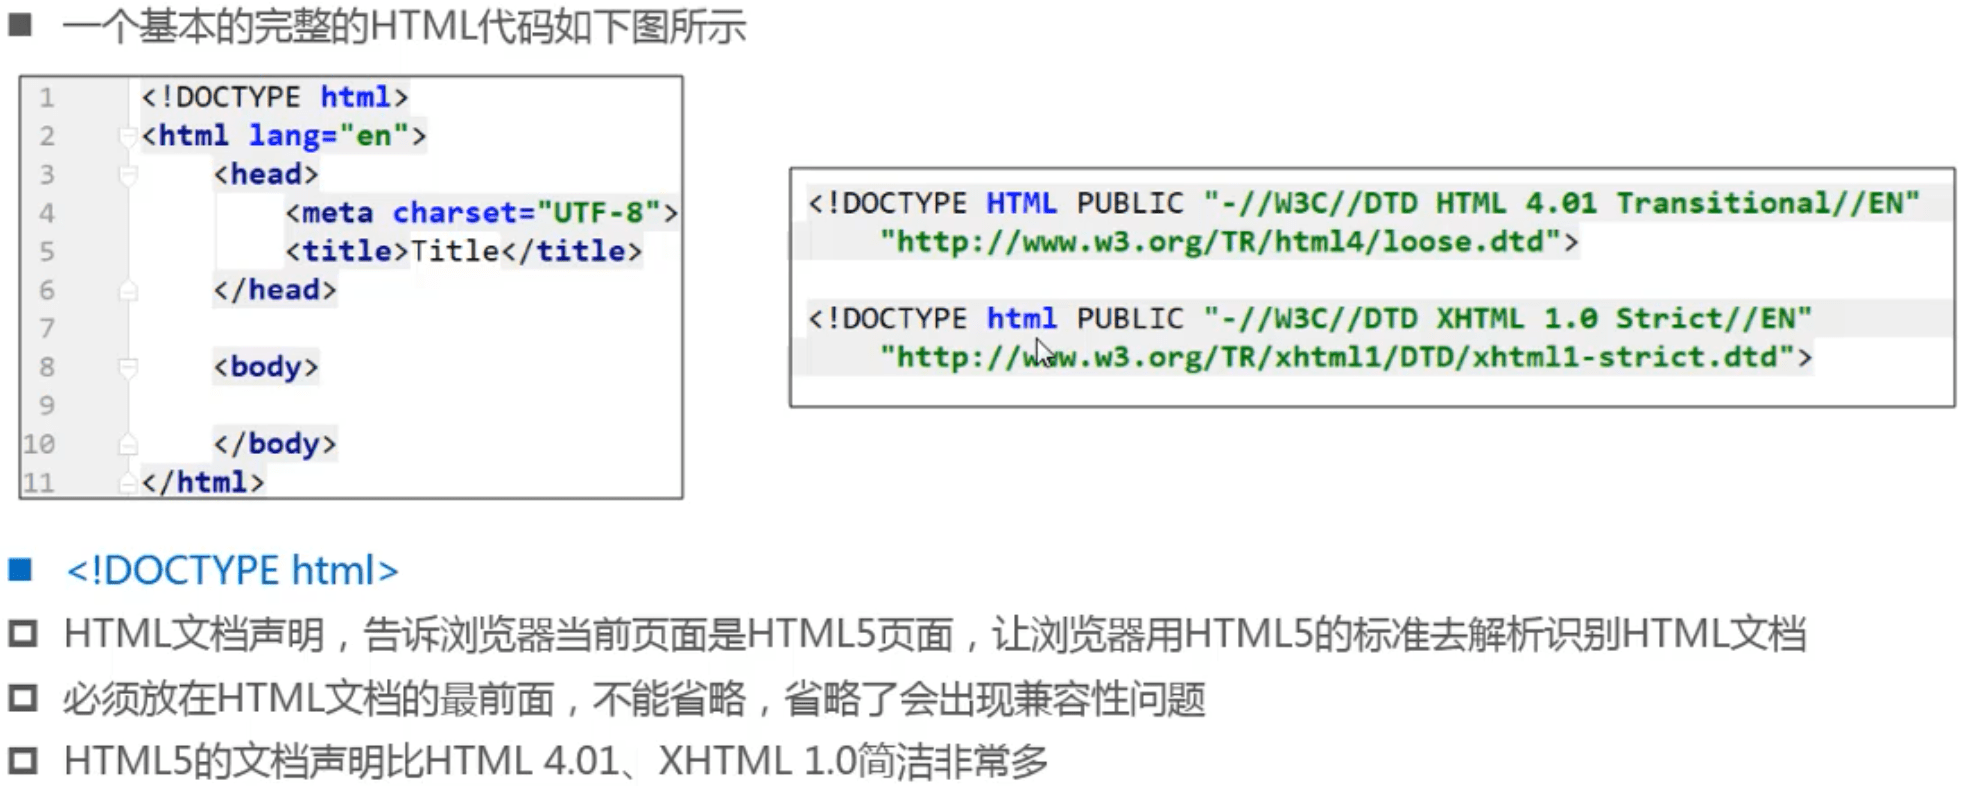 一个基本的完整的HTML代码如下图所示
1 <!DOCTYPE html>
2 <html lang="en">
3 <head>
4 <meta charset="UTF-8">
5 <title>Title</title>
6 </head>
7
8 <body>
9
10 </body>
11 </html>
<!DOCTYPE HTML PUBLIC "-//W3C//DTD HTML 4.01 Transitional//EN"
"http://www.w3.org/TR/html4/loose.dtd">
<!DOCTYPE html PUBLIC "-//W3C//DTD XHTML 1.0 Strict//EN"
"http://www.w3.org/TR/xhtml1/DTD/xhtml1-strict.dtd">
<!DOCTYPE html>
HTML文档声明，告诉浏览器当前页面是HTML5页面，让浏览器用HTML5的标准去解析识别HTML文档
必须放在HTML文档的最前面，不能省略，省略了会出现兼容性问题
HTML5的文档声明比HTML 4.01、XHTML 1.0简洁非常多